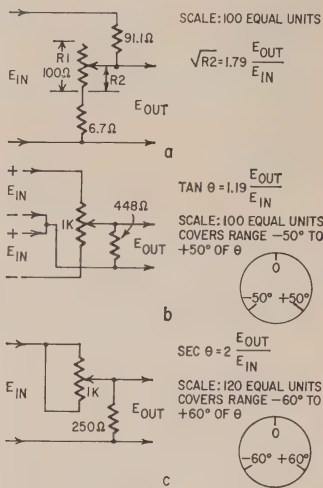 SCALE: 100 EQUAL UNITS
91.1Ω
R1
100Ω
R2
√R2 = 1.79 E_OUT / E_IN
E_IN
E_OUT
6.7Ω
a
+
E_IN
−
+
E_IN
−
1K
448Ω
E_OUT
TAN θ = 1.19 E_OUT / E_IN
SCALE: 100 EQUAL UNITS
COVERS RANGE −50° TO
+50° OF θ
0
−50° +50°
b
E_IN
1K
E_OUT
250Ω
SEC θ = 2 E_OUT / E_IN
SCALE: 120 EQUAL UNITS
COVERS RANGE −60° TO
+60° OF θ
0
−60° +60°
c